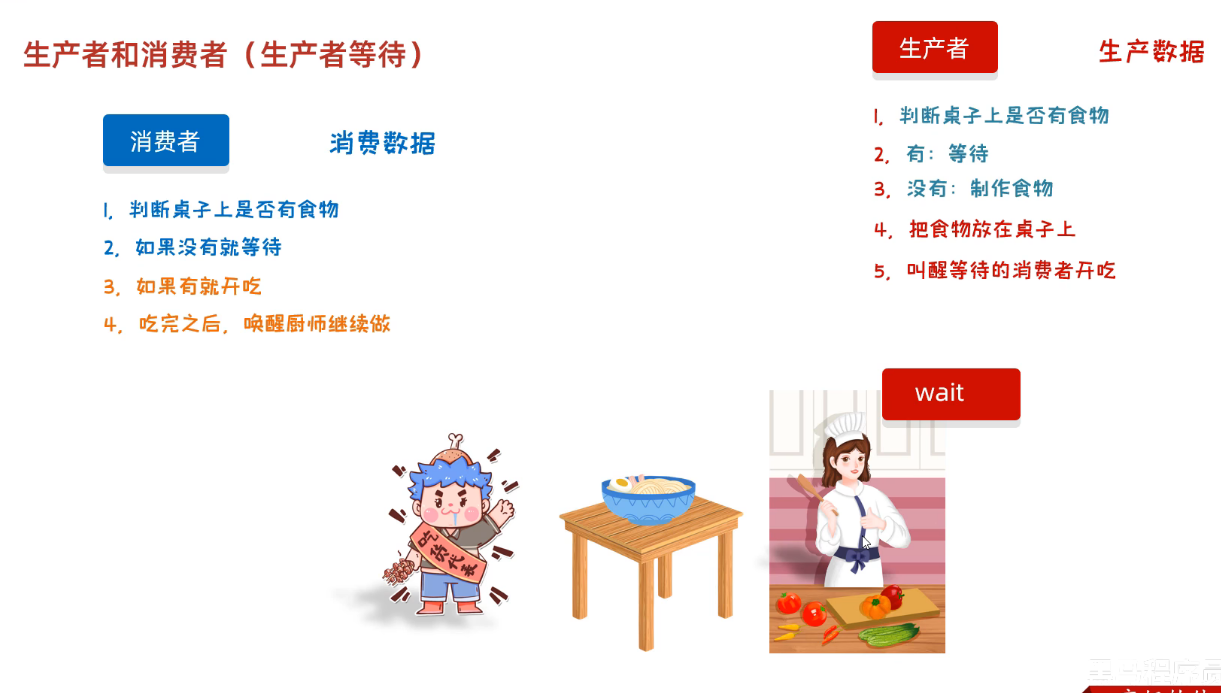 生产者和消费者（生产者等待）
消费者
消费数据
1，判断桌子上是否有食物
2，如果没有就等待
3，如果有就开吃
4，吃完之后，唤醒厨师继续做
生产者
生产数据
1，判断桌子上是否有食物
2，有：等待
3，没有：制作食物
4，把食物放在桌子上
5，叫醒等待的消费者开吃
wait
吃货代表